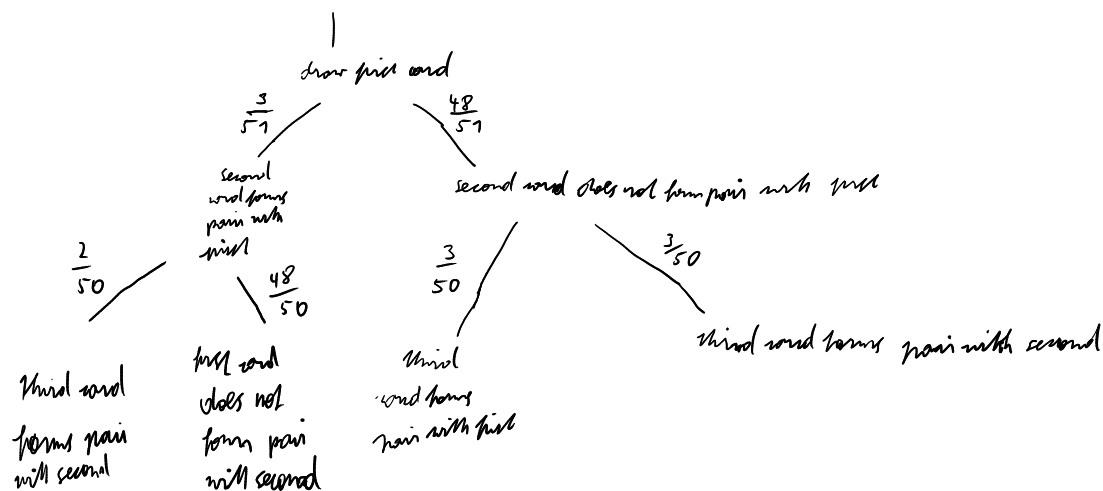 draw first card
3/51
48/51
second
card forms
pair with
first
second card does not form pair with first
2/50
48/50
3/50
3/50
third card
forms pair
with second
first card
does not
form pair
with second
third
card forms
pair with first
third card forms pair with second